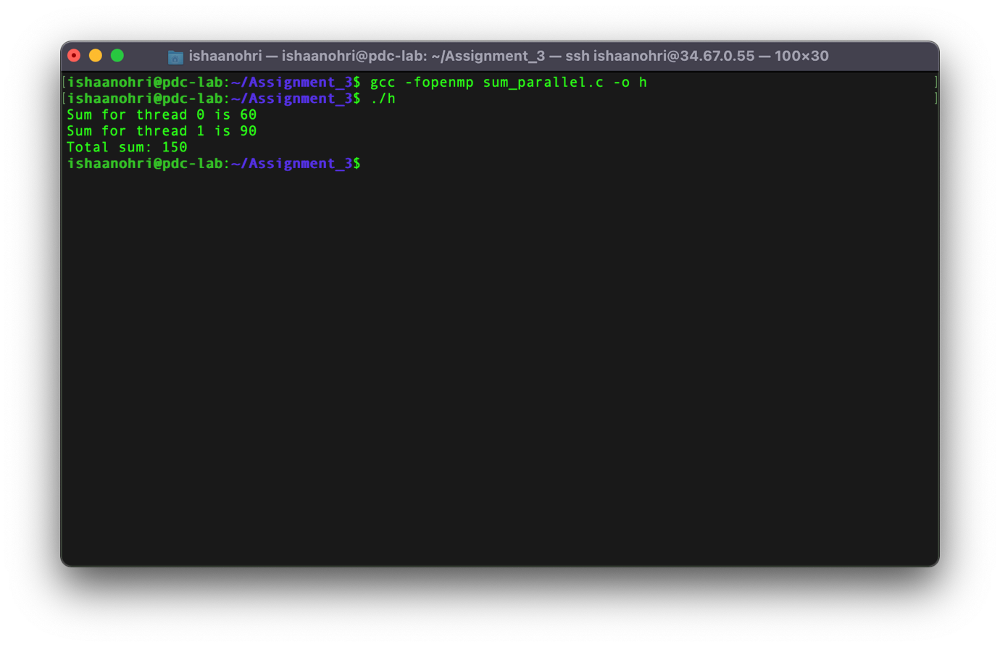 ishaanohri — ishaanohri@pdc-lab: ~/Assignment_3 — ssh ishaanohri@34.67.0.55 — 100×30
[ishaanohri@pdc-lab:~/Assignment_3$ gcc -fopenmp sum_parallel.c -o h ]
[ishaanohri@pdc-lab:~/Assignment_3$ ./h ]
Sum for thread 0 is 60
Sum for thread 1 is 90
Total sum: 150
ishaanohri@pdc-lab:~/Assignment_3$